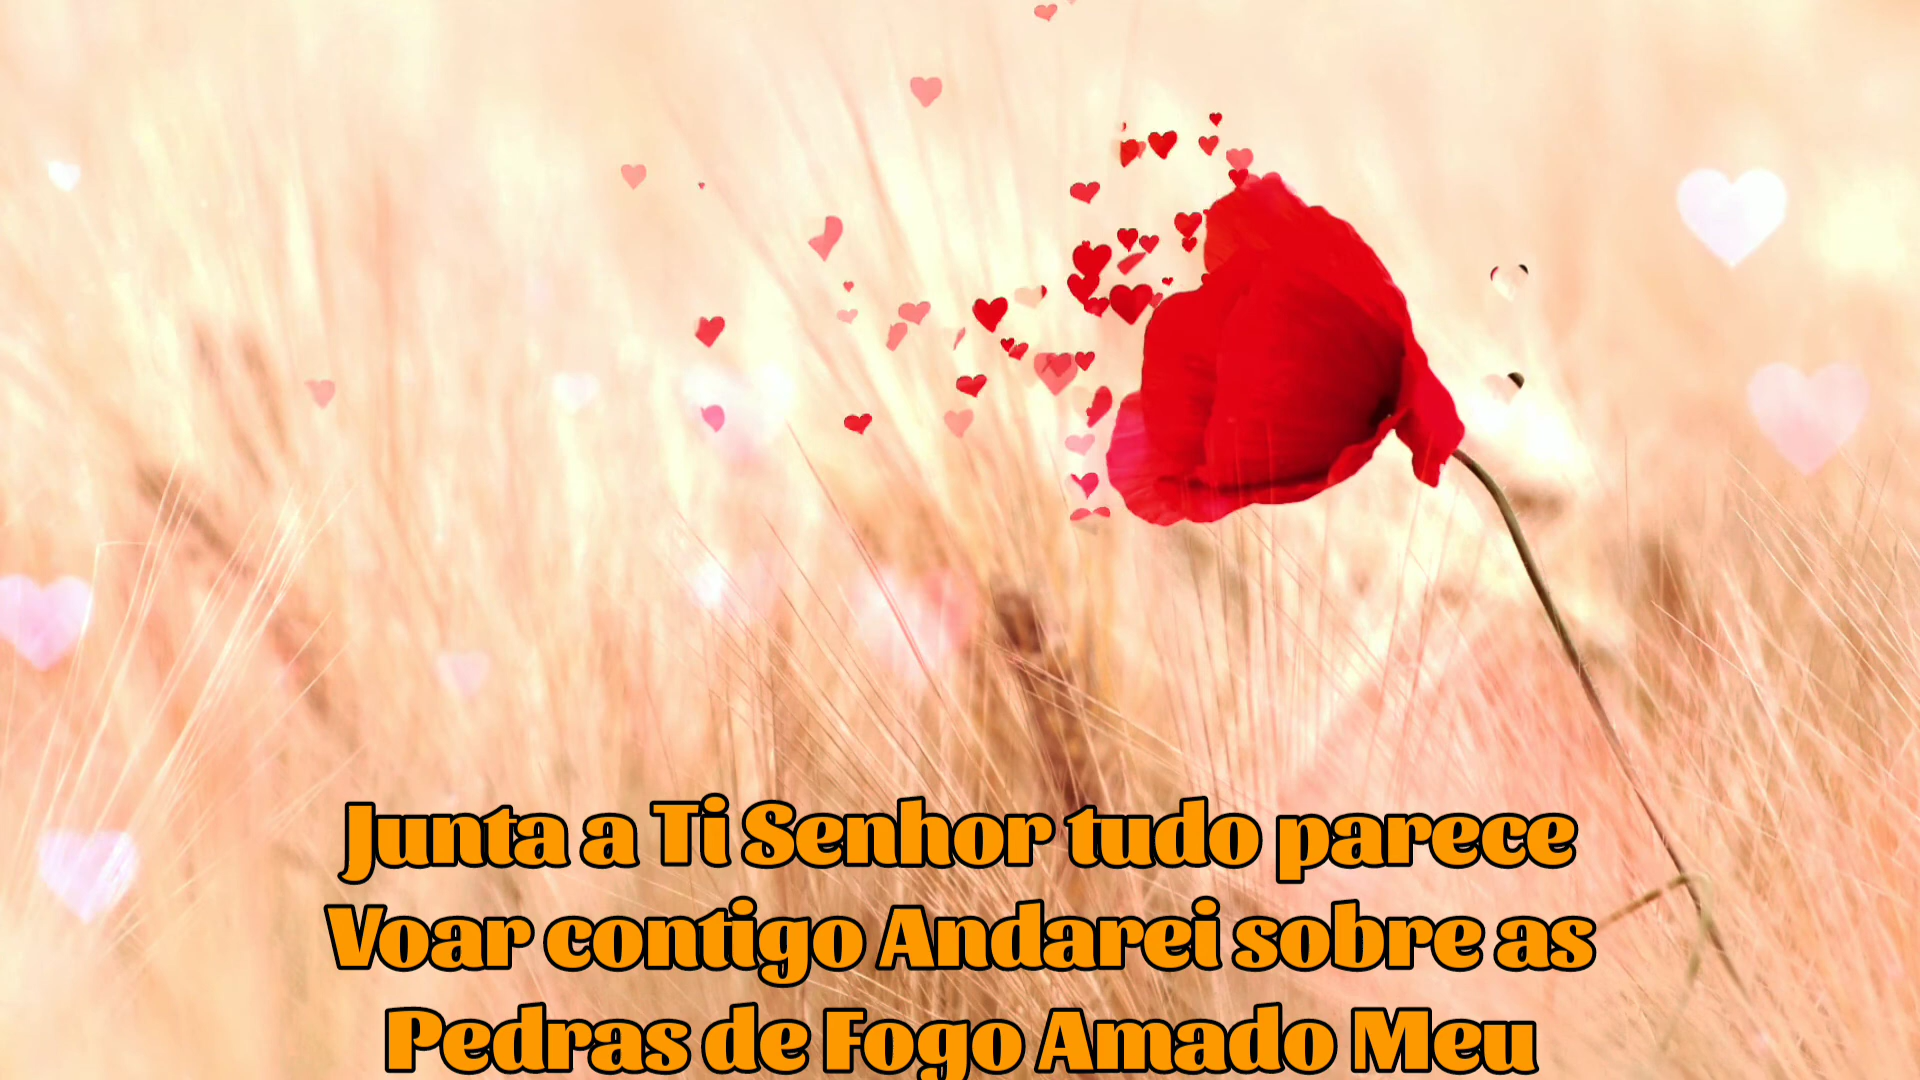 Junta a Ti Senhor tudo parece
Voar contigo Andarei sobre as
Pedras de Fogo Amado Meu